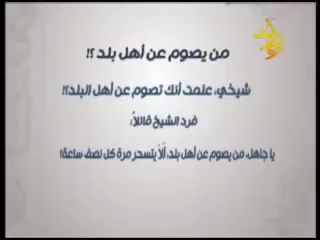 من يصوم عن أهل بلد ؟!
شيخي، علمت أنك تصوم عن أهل البلد؟!
فرد الشيخ قائلاً:
يا جاهل، من يصوم عن أهل بلد، ألا يتسحر مرة كل نصف ساعة!